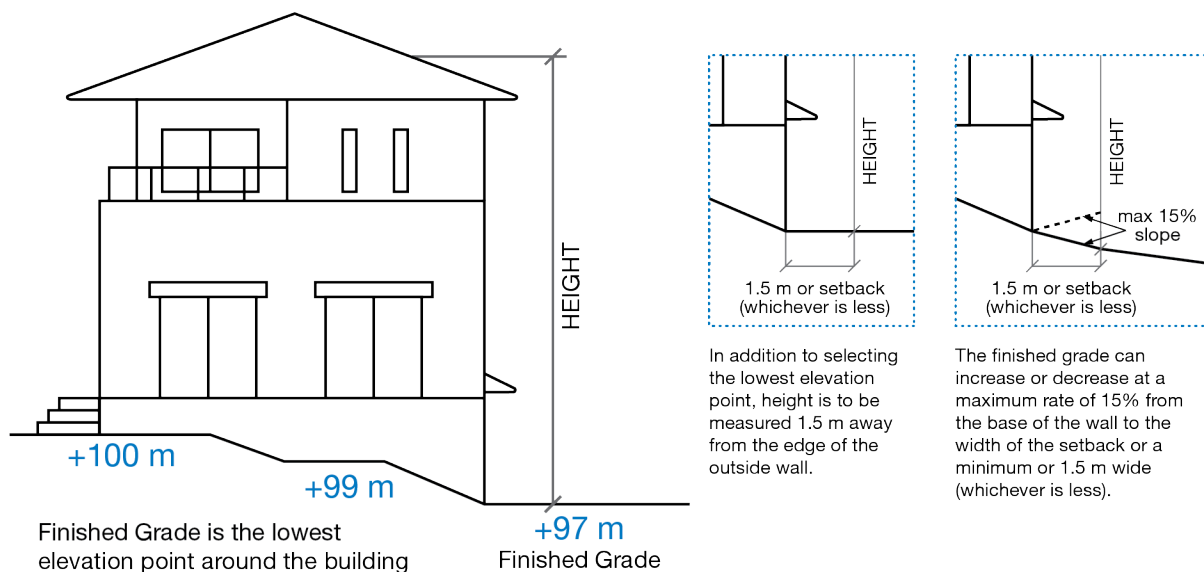 HEIGHT
+100 m
+99 m
+97 m
Finished Grade
Finished Grade is the lowest
elevation point around the building
HEIGHT
1.5 m or setback
(whichever is less)
In addition to selecting
the lowest elevation
point, height is to be
measured 1.5 m away
from the edge of the
outside wall.
HEIGHT
max 15%
slope
1.5 m or setback
(whichever is less)
The finished grade can
increase or decrease at a
maximum rate of 15% from
the base of the wall to the
width of the setback or a
minimum or 1.5 m wide
(whichever is less).